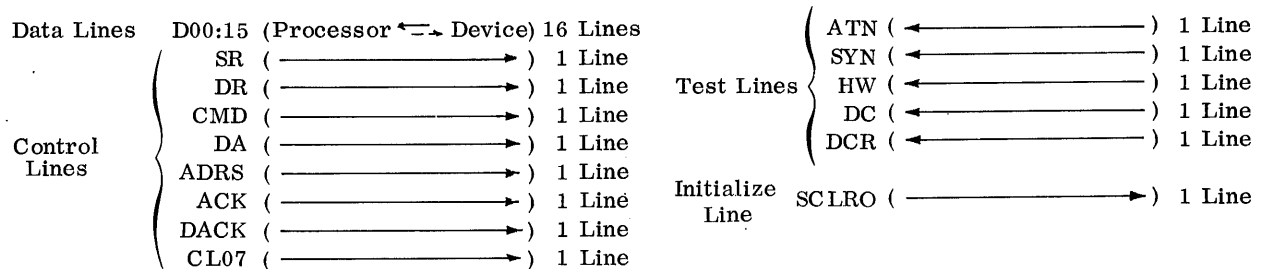 Data Lines D00:15 (Processor Device) 16 Lines
Control Lines
SR ( ) 1 Line
DR ( ) 1 Line
CMD ( ) 1 Line
DA ( ) 1 Line
ADRS ( ) 1 Line
ACK ( ) 1 Line
DACK ( ) 1 Line
CL07 ( ) 1 Line
Test Lines
ATN ( ) 1 Line
SYN ( ) 1 Line
HW ( ) 1 Line
DC ( ) 1 Line
DCR ( ) 1 Line
Initialize
Line
SCLRO ( ) 1 Line